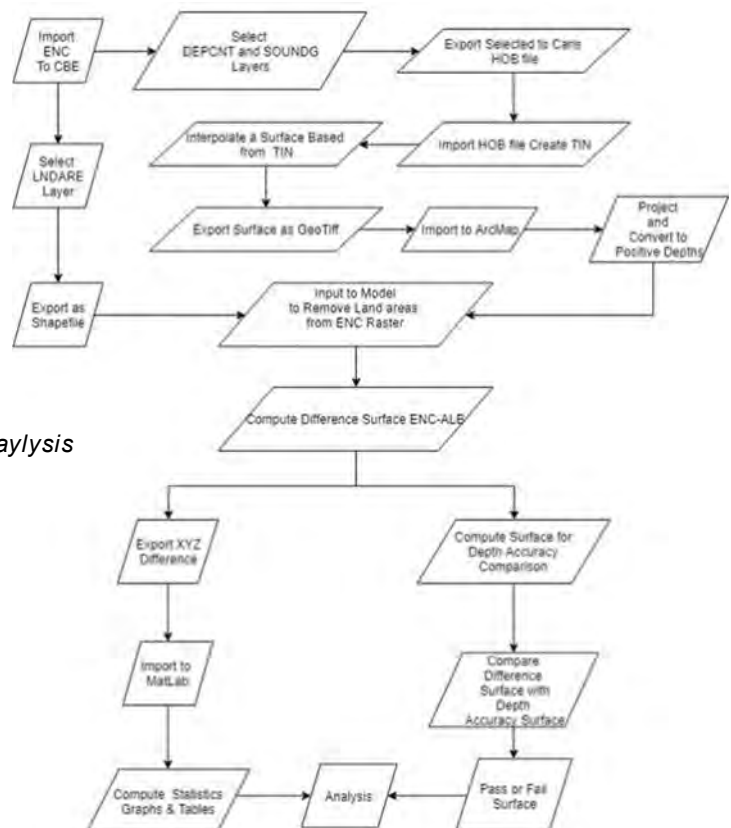 Import
ENC
To CBE
Select
DEPCNT and SOUNDG
Layers
Export Selected to Caris
HOB file
Interpolate a Surface Based
from TIN
Import HOB file Create TIN
Select
LNDARE
Layer
Export Surface as GeoTiff
Import to ArcMap
Project
and
Convert to
Positive Depths
Export as
Shapefile
Input to Model
to Remove Land areas
from ENC Raster
Compute Difference Surface ENC-ALB
aylysis
Export XYZ
Difference
Compute Surface for
Depth Accuracy
Comparison
Import to
MatLab
Compare
Difference
Surface with
Depth
Accuracy Surface
Compute Statistics
Graphs & Tables
Analysis
Pass or Fail
Surface